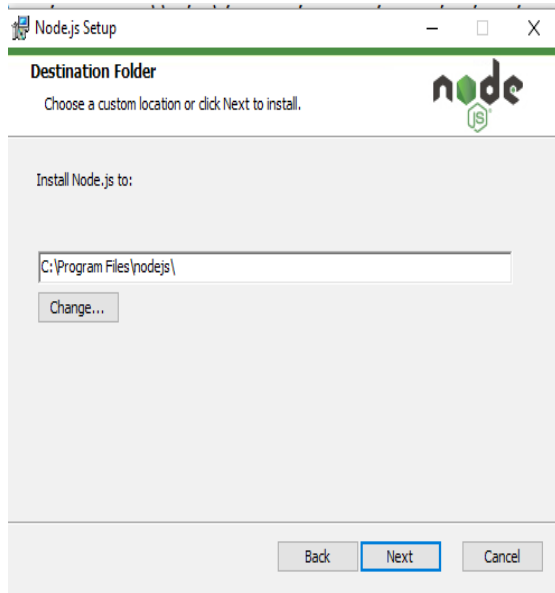 Node.js Setup
Destination Folder
Choose a custom location or click Next to install.
node
JS
Install Node.js to:
C:\Program Files\nodejs\
Change...
Back Next Cancel